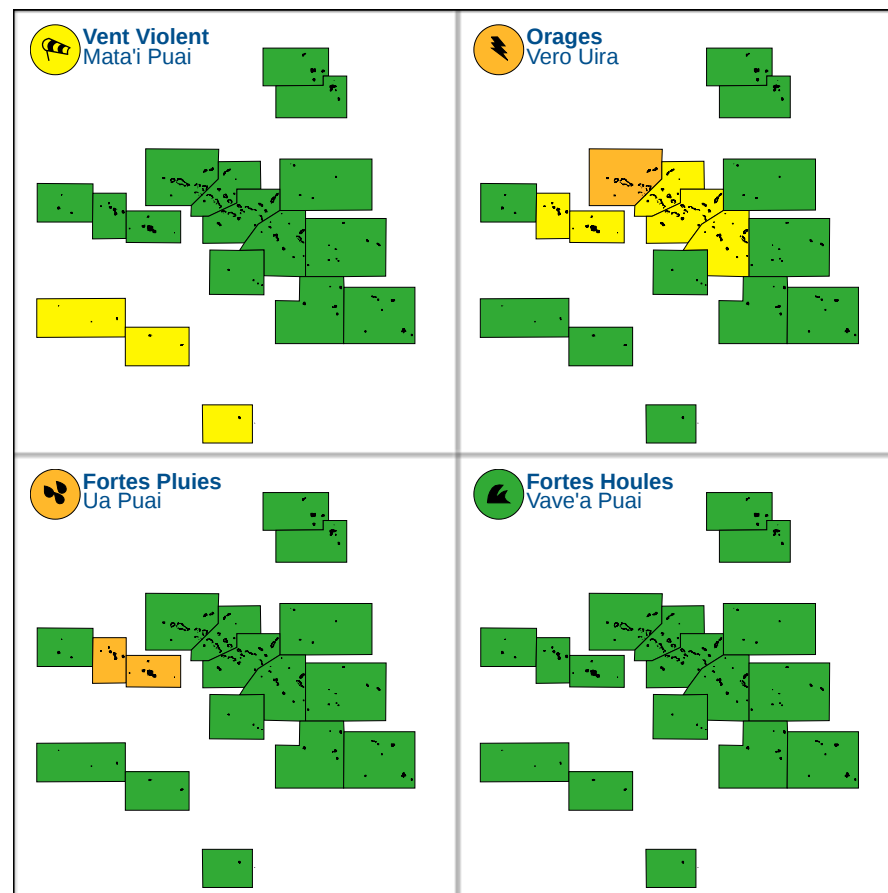 Vent Violent
Mata'i Puai
Orages
Vero Uira
Fortes Pluies
Ua Puai
Fortes Houles
Vave'a Puai